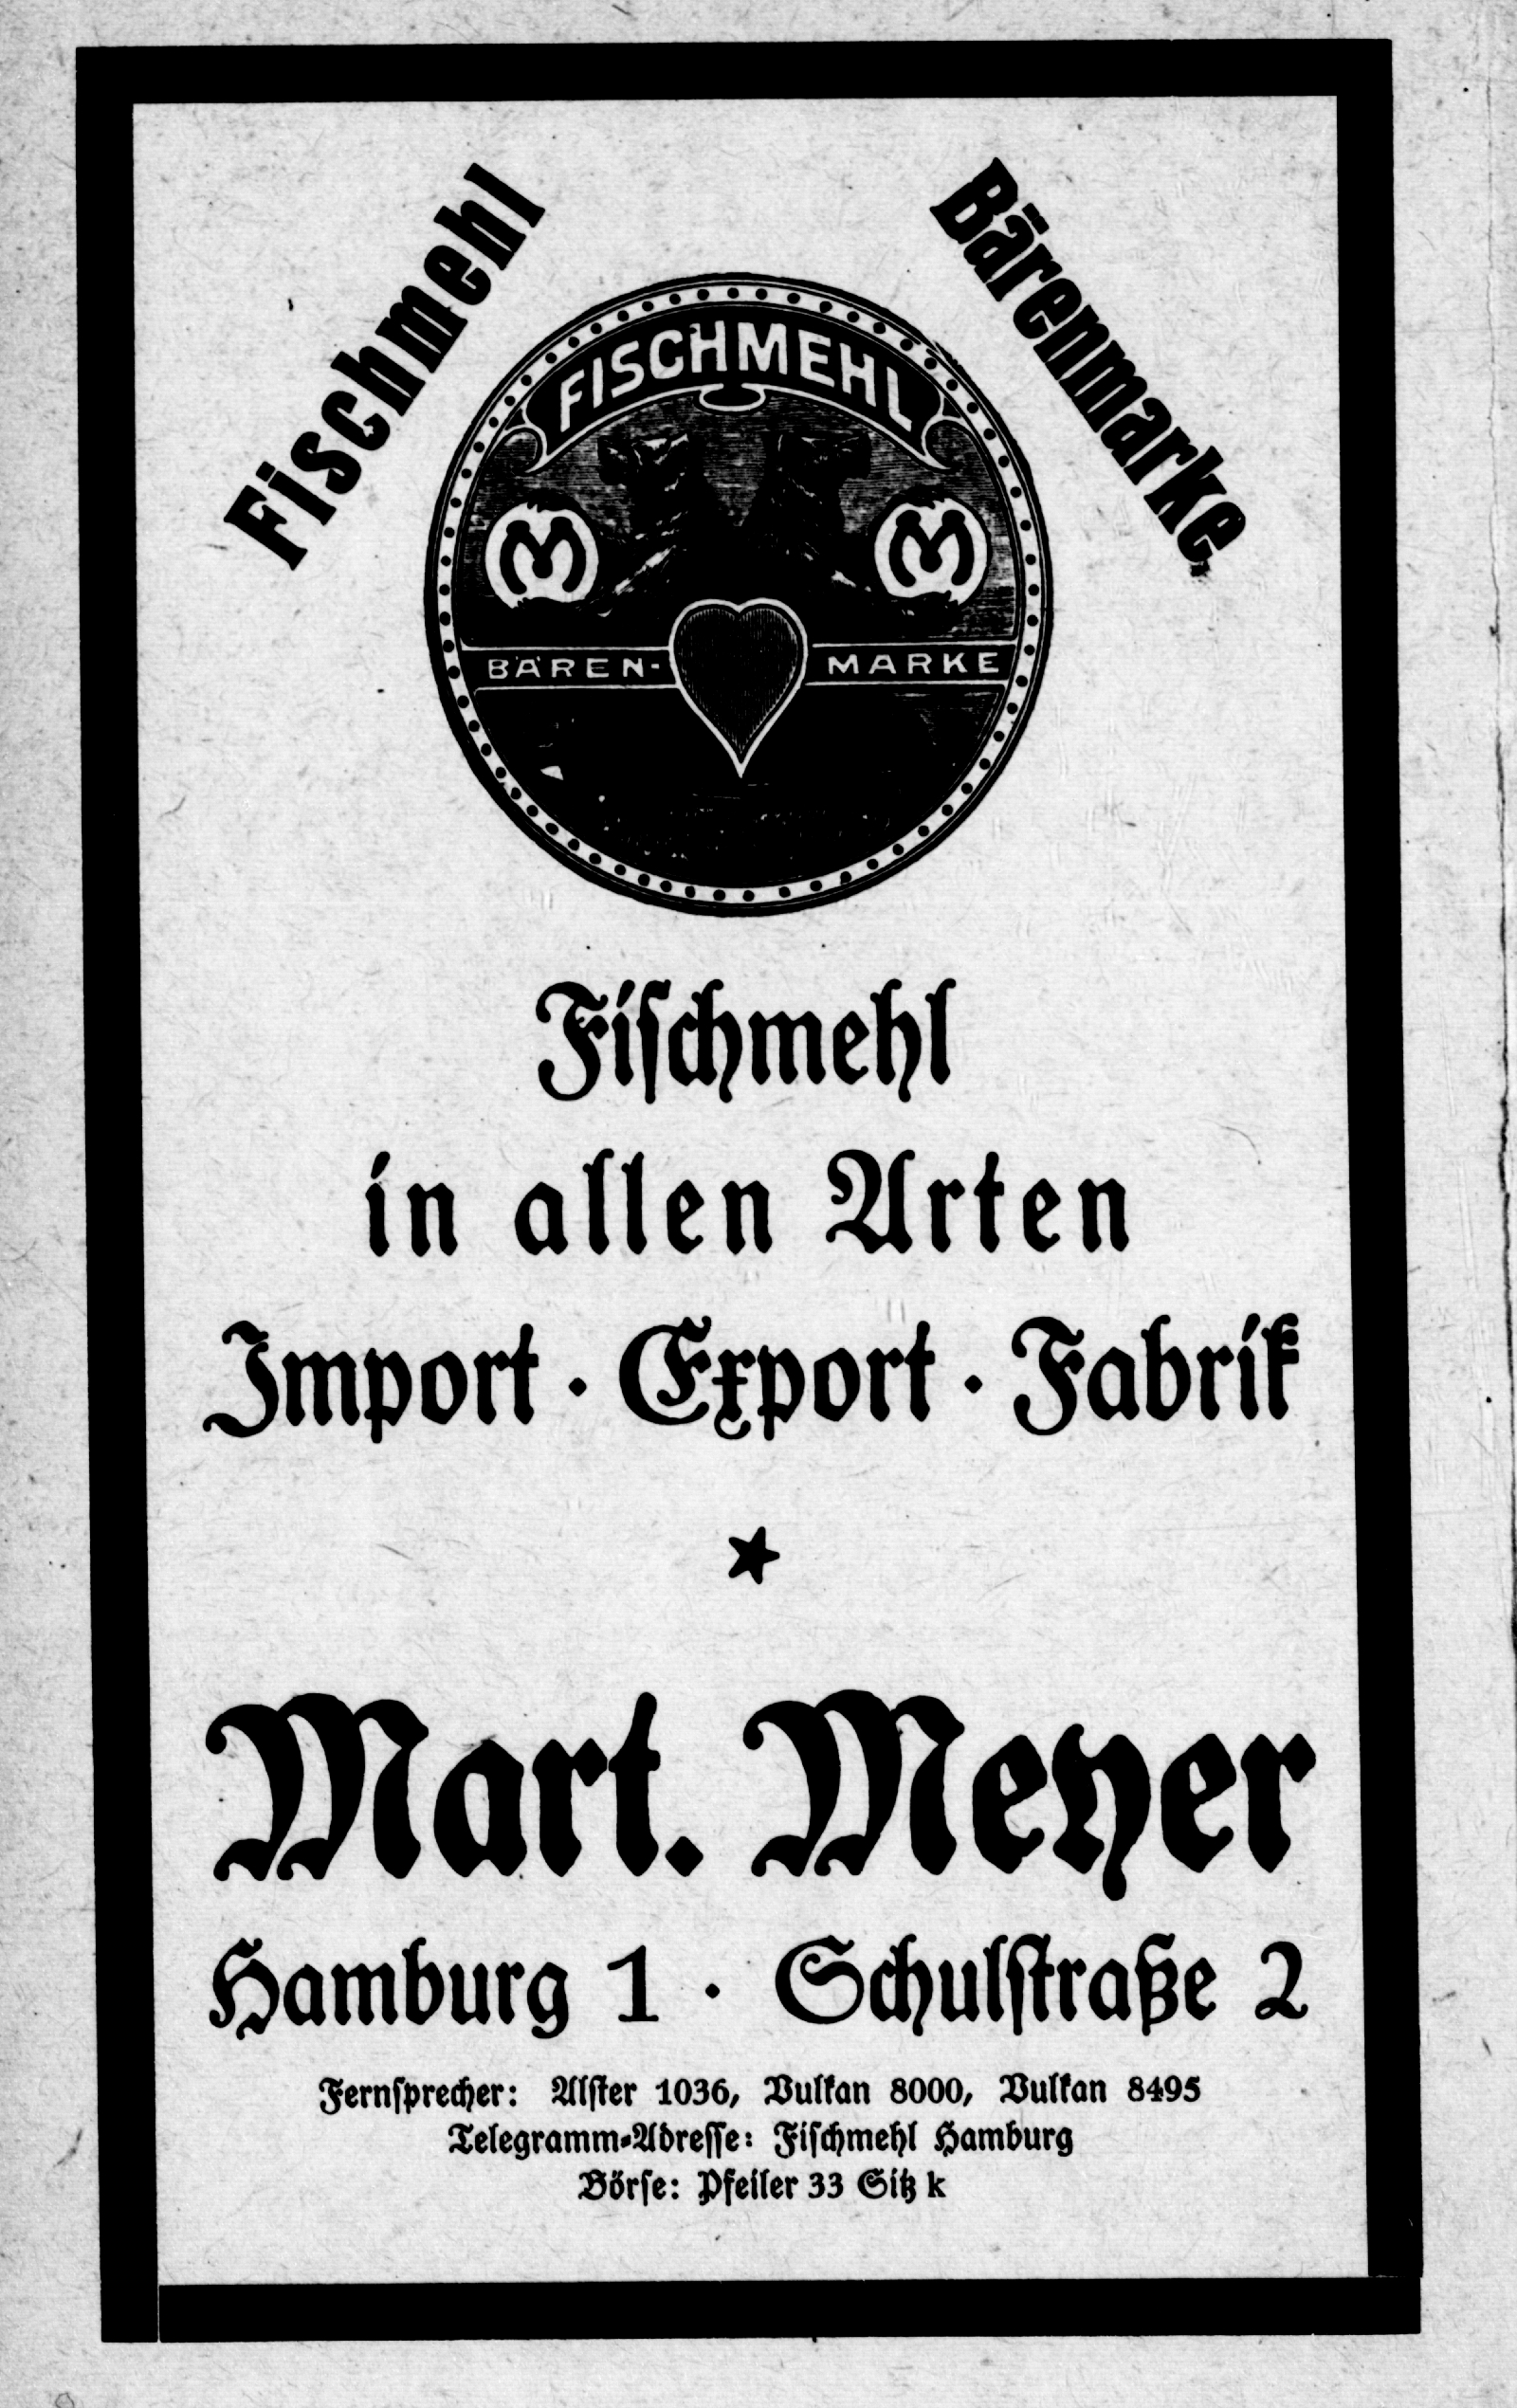 Fischmehl
Bärenmarke
FISCHMEHL
M M
BÄREN- MARKE
Fischmehl
in allen Arten
Import · Export · Fabrik
Mart. Meyer
Hamburg 1 · Schulstraße 2
Fernsprecher: Alster 1036, Vulkan 8000, Vulkan 8495
Telegramm-Adresse: Fischmehl Hamburg
Börse: Pfeiler 33 Sitz k